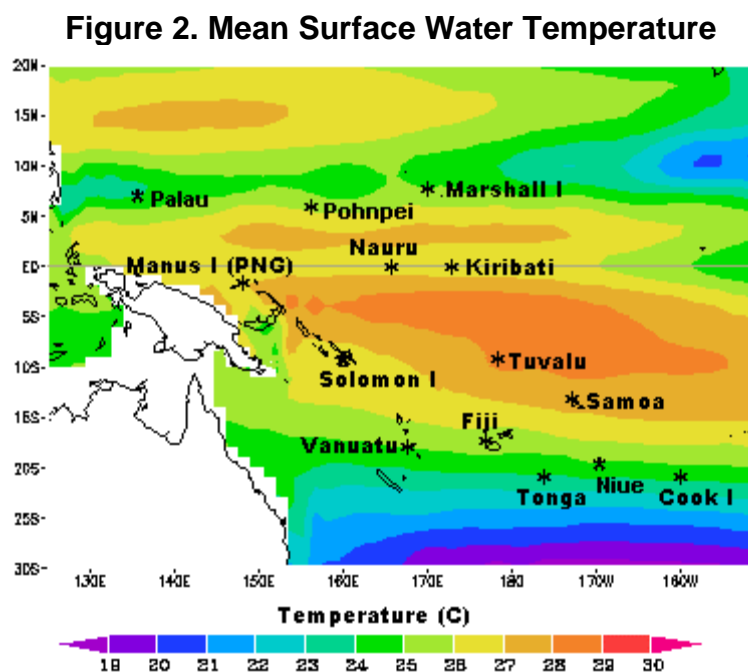 Figure 2. Mean Surface Water Temperature
20N
15N
10N
Marshall I
Palau
Pohnpei
5N
Nauru
Manus I (PNG)
EQ
Kiribati
5S
Tuvalu
10S
Solomon I
Samoa
15S
Fiji
Vanuatu
20S
Niue
Tonga
Cook I
25S
30S
130E 140E 150E 160E 170E 180 170W 160W
Temperature (C)
19 20 21 22 23 24 25 26 27 28 29 30